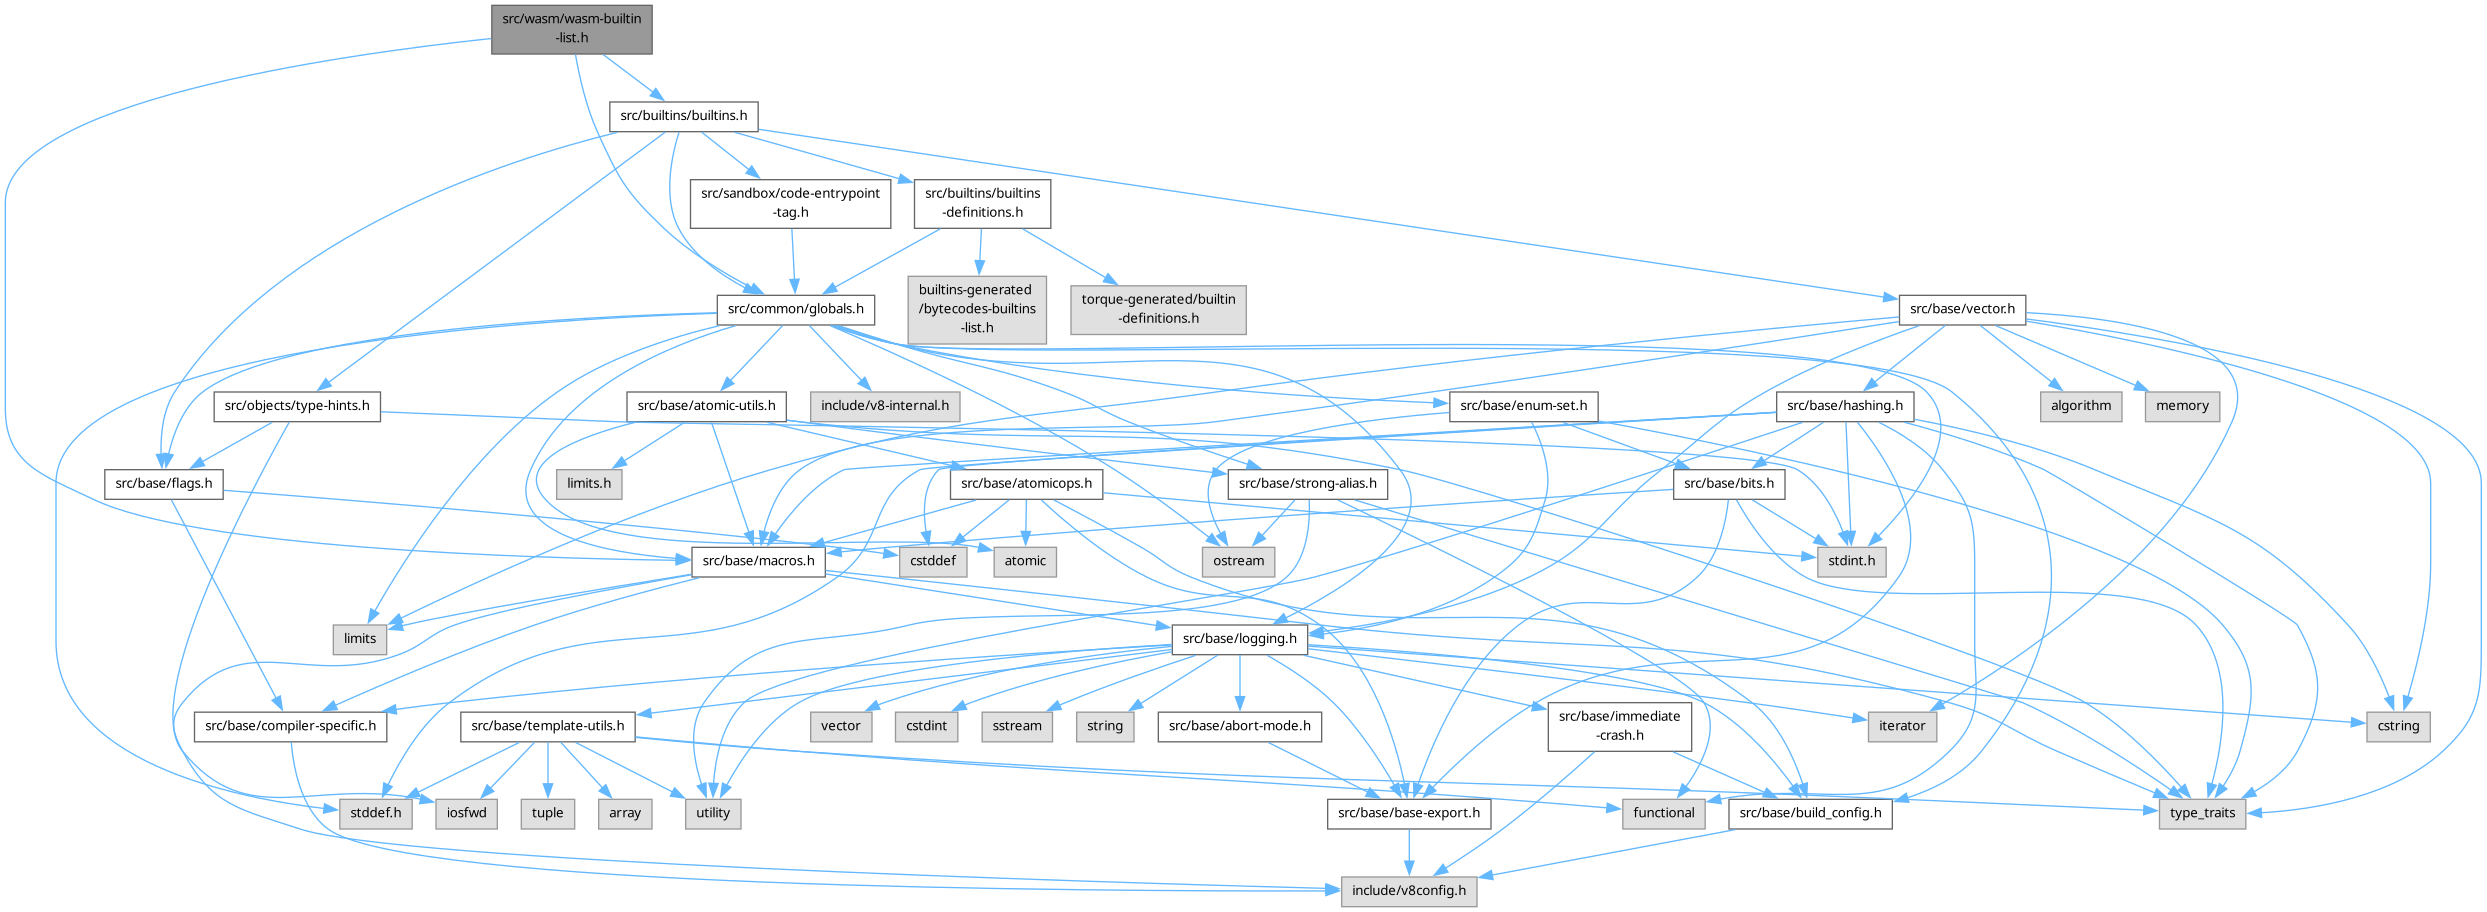 src/wasm/wasm-builtin
-list.h
src/builtins/builtins.h
src/sandbox/code-entrypoint
-tag.h
src/builtins/builtins
-definitions.h
src/common/globals.h
builtins-generated
/bytecodes-builtins
-list.h
torque-generated/builtin
-definitions.h
src/base/vector.h
src/objects/type-hints.h
src/base/atomic-utils.h
include/v8-internal.h
src/base/enum-set.h
src/base/hashing.h
algorithm
memory
src/base/flags.h
limits.h
src/base/atomicops.h
src/base/strong-alias.h
src/base/bits.h
src/base/macros.h
cstddef
atomic
ostream
stdint.h
limits
src/base/logging.h
src/base/compiler-specific.h
src/base/template-utils.h
vector
cstdint
sstream
string
src/base/abort-mode.h
src/base/immediate
-crash.h
iterator
cstring
stddef.h
iosfwd
tuple
array
utility
src/base/base-export.h
functional
src/base/build_config.h
type_traits
include/v8config.h